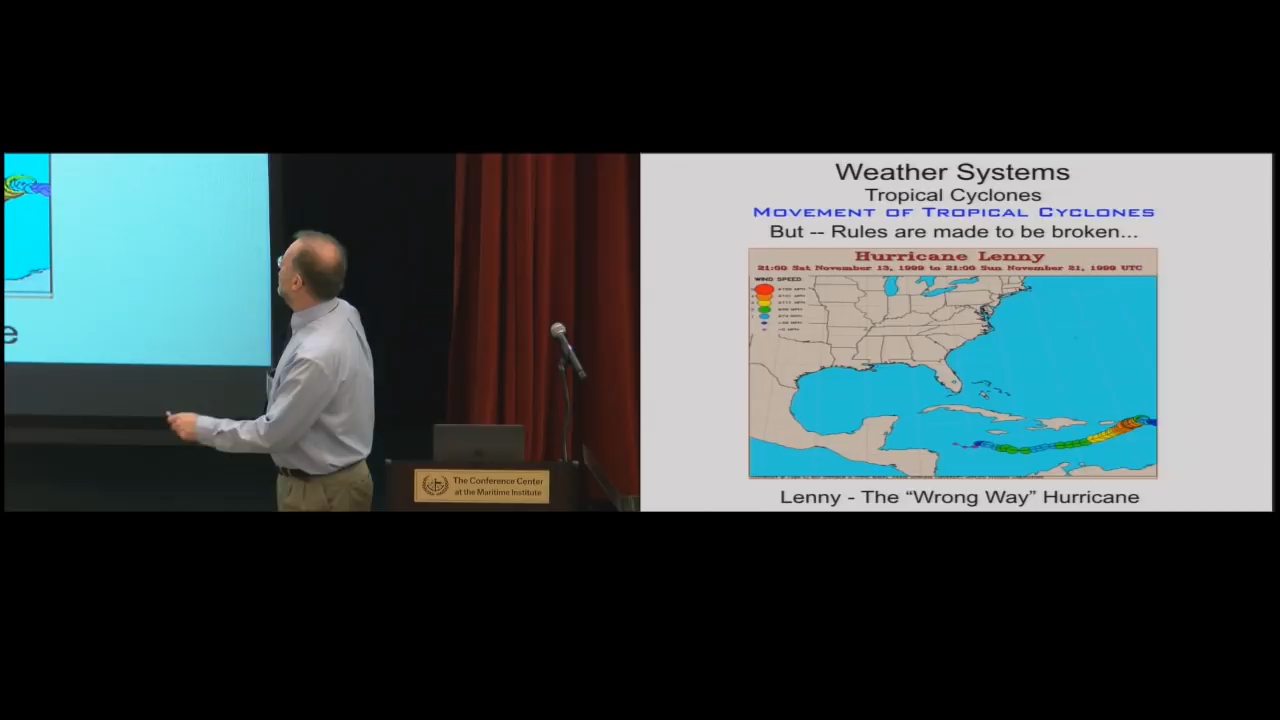 e
The Conference Center
at the Maritime Institute
Weather Systems
Tropical Cyclones
MOVEMENT OF TROPICAL CYCLONES
But -- Rules are made to be broken...
Hurricane Lenny
21:00 Sat November 13, 1999 to 21:00 Sun November 21, 1999 UTC
WIND SPEED
Lenny - The “Wrong Way” Hurricane